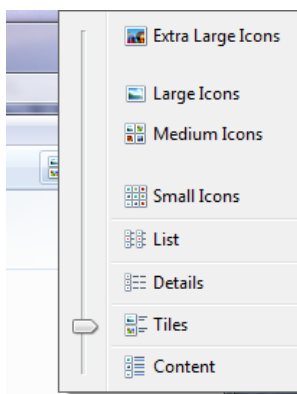 Extra Large Icons
Large Icons
Medium Icons
Small Icons
List
Details
Tiles
Content